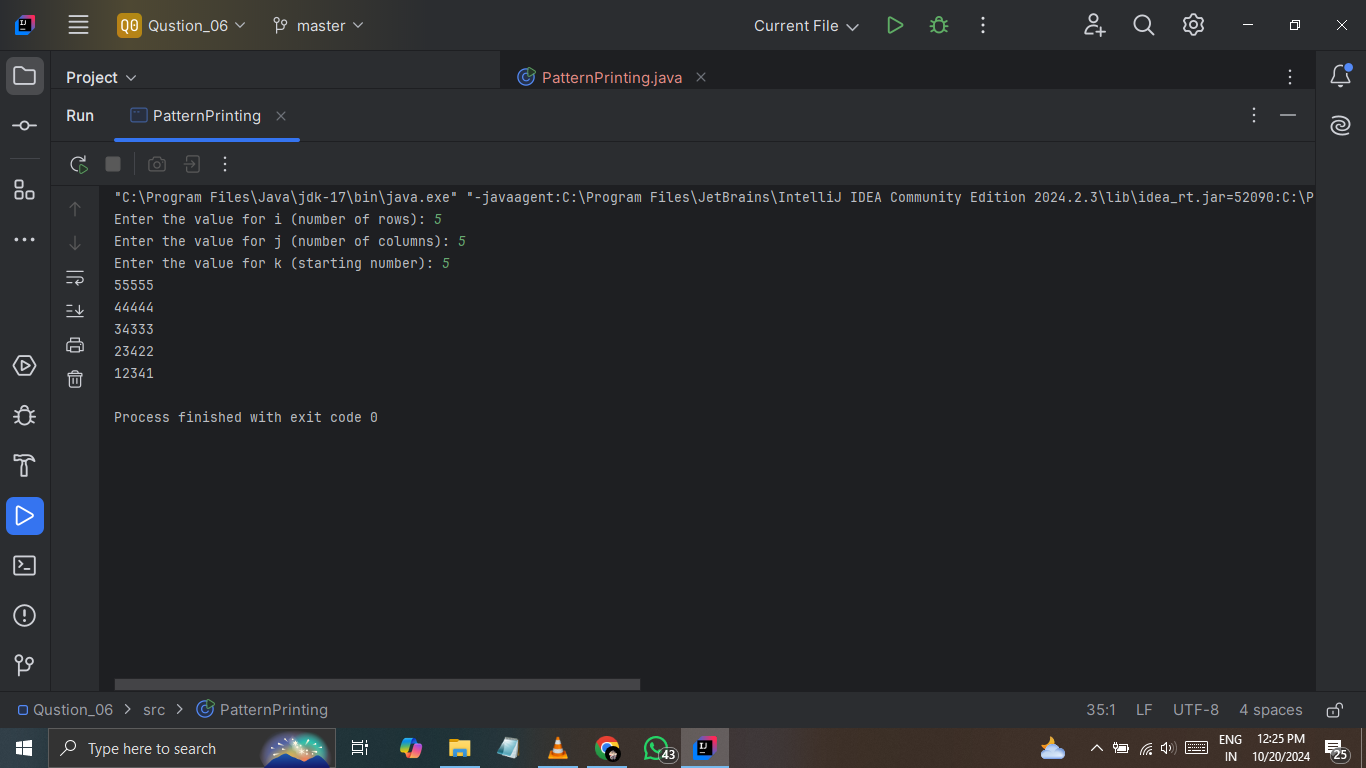 Q0 Qustion_06 master Current File
Project PatternPrinting.java
Run PatternPrinting
"C:\Program Files\Java\jdk-17\bin\java.exe" "-javaagent:C:\Program Files\JetBrains\IntelliJ IDEA Community Edition 2024.2.3\lib\idea_rt.jar=52090:C:\P
Enter the value for i (number of rows): 5
Enter the value for j (number of columns): 5
Enter the value for k (starting number): 5
55555
44444
34333
23422
12341
Process finished with exit code 0
Qustion_06 > src > PatternPrinting 35:1 LF UTF-8 4 spaces
Type here to search 43 ENG IN 12:25 PM 10/20/2024 25